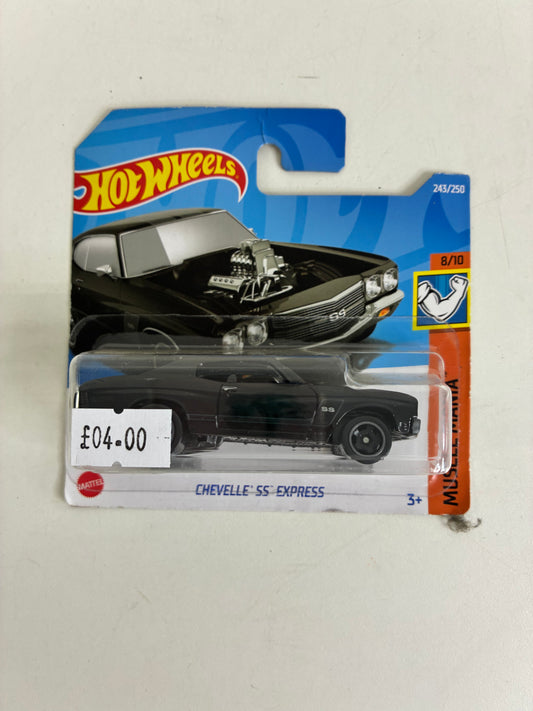 HOT WHEELS
243/250
8/10
SS
SS
£04.00
MATTEL
CHEVELLE SS EXPRESS
3+
MUSCLE MANIA